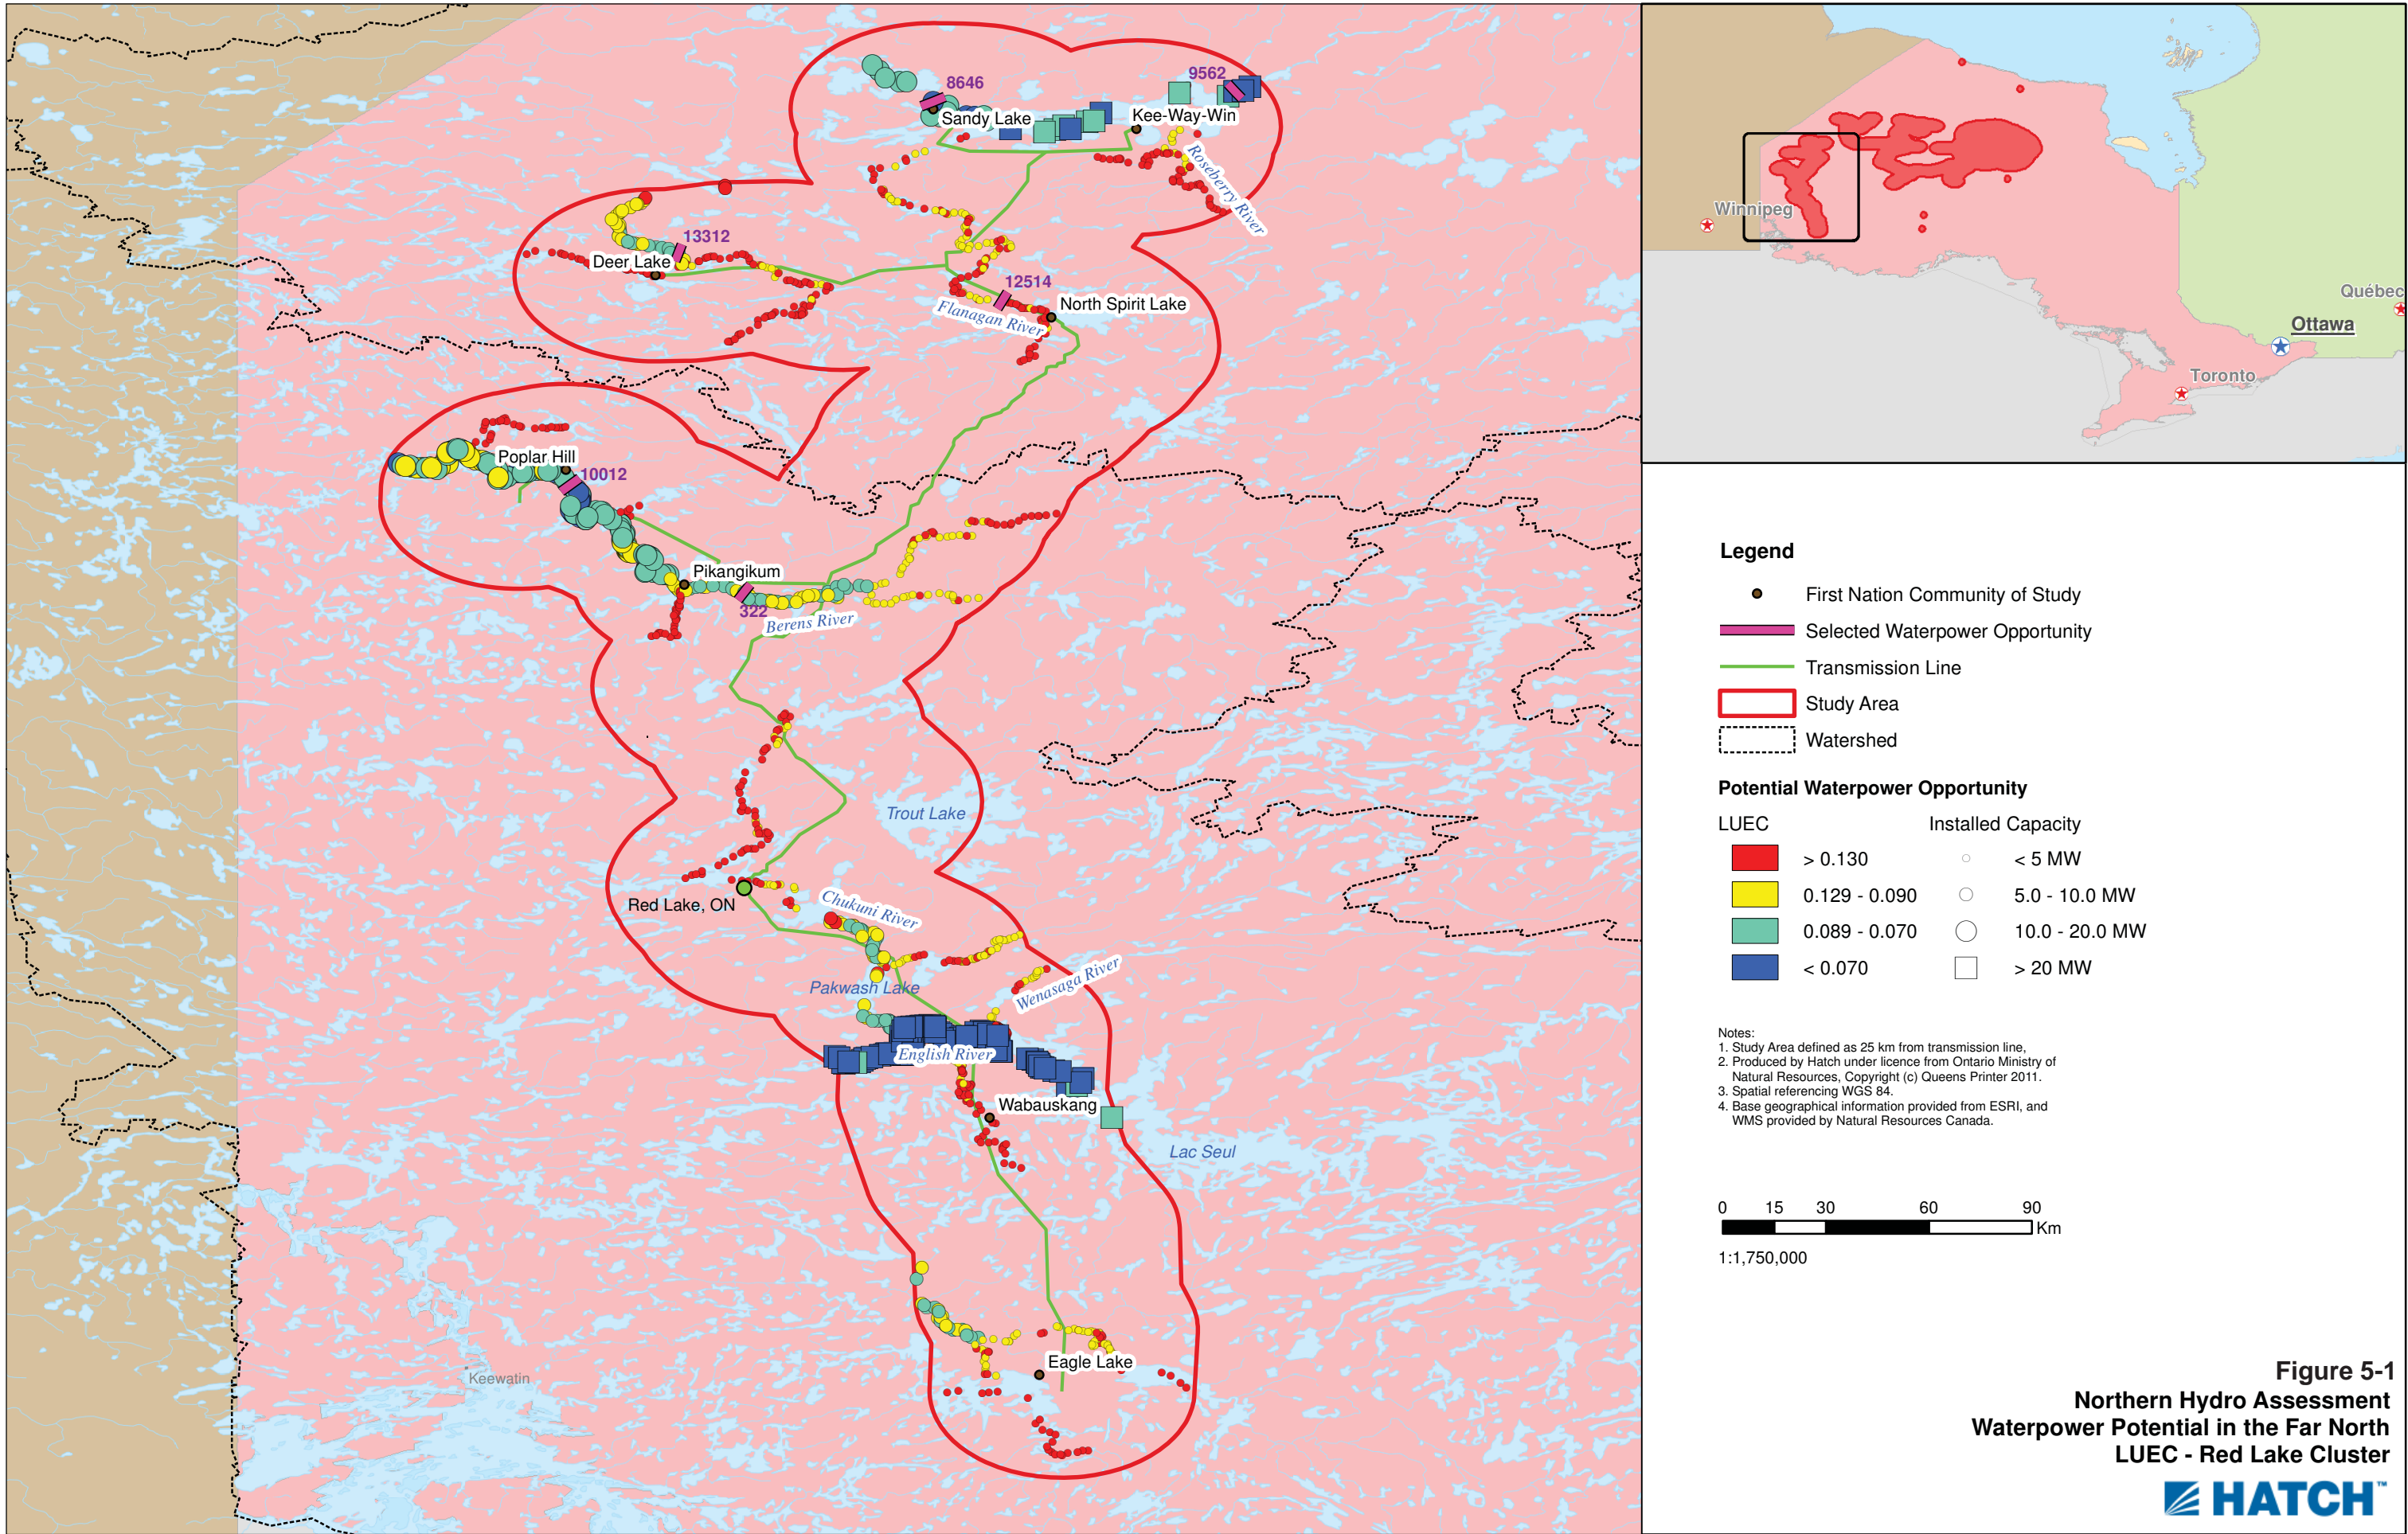 8646
9562
Sandy Lake
Kee-Way-Win
Roseberry River
13312
Deer Lake
12514
North Spirit Lake
Flanagan River
Poplar Hill
10012
Pikangikum
322
Berens River
Trout Lake
Red Lake, ON
Chukuni River
Pakwash Lake
Wenasaga River
English River
Wabauskang
Lac Seul
Eagle Lake
Keewatin
Winnipeg
Québec
Ottawa
Toronto
Legend
First Nation Community of Study
Selected Waterpower Opportunity
Transmission Line
Study Area
Watershed
Potential Waterpower Opportunity
LUEC Installed Capacity
> 0.130 < 5 MW
0.129 - 0.090 5.0 - 10.0 MW
0.089 - 0.070 10.0 - 20.0 MW
< 0.070 > 20 MW
Notes:
1. Study Area defined as 25 km from transmission line,
2. Produced by Hatch under licence from Ontario Ministry of
Natural Resources, Copyright (c) Queens Printer 2011.
3. Spatial referencing WGS 84.
4. Base geographical information provided from ESRI, and
WMS provided by Natural Resources Canada.
0 15 30 60 90
Km
1:1,750,000
Figure 5-1
Northern Hydro Assessment
Waterpower Potential in the Far North
LUEC - Red Lake Cluster
HATCH™